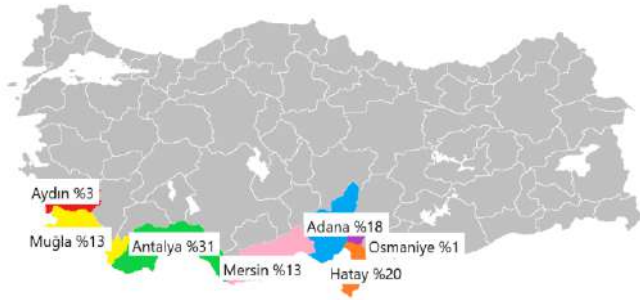 Aydın %3
Muğla %13
Antalya %31
Mersin %13
Adana %18
Osmaniye %1
Hatay %20